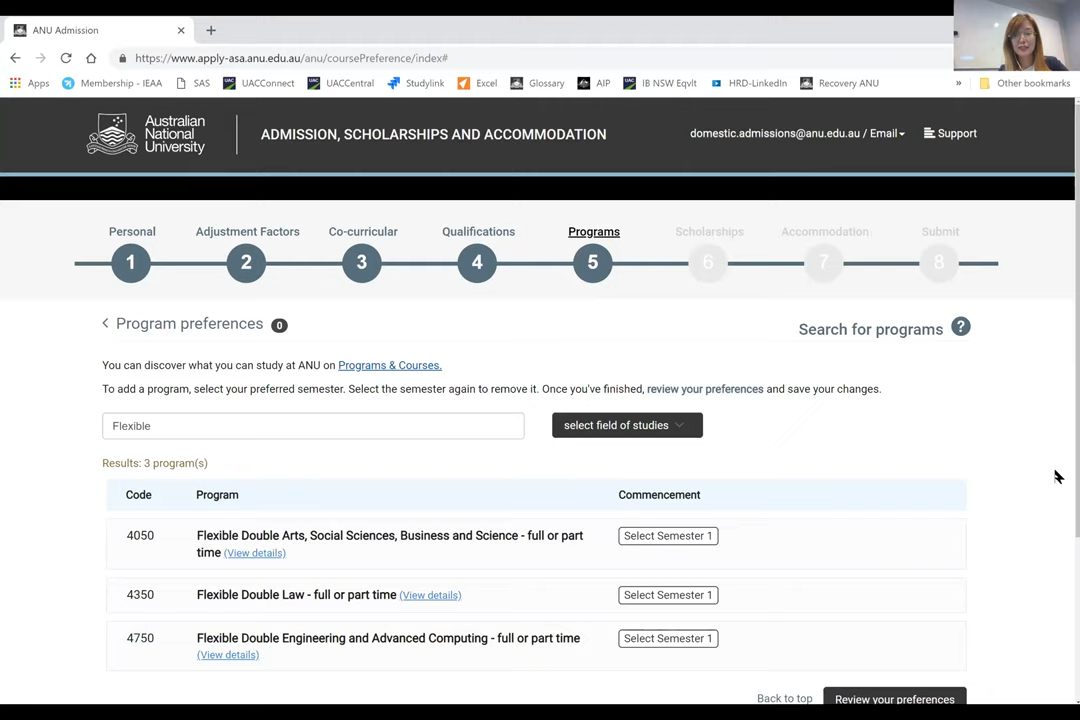 ANU Admission
https://www.apply-asa.anu.edu.au/anu/coursePreference/index#
Apps Membership - IEAA SAS UACConnect UACCentral Studylink Excel Glossary AIP IB NSW Eqvlt HRD-LinkedIn Recovery ANU » Other bookmarks
Australian
National
University
ADMISSION, SCHOLARSHIPS AND ACCOMMODATION
domestic.admissions@anu.edu.au / Email
Support
Personal Adjustment Factors Co-curricular Qualifications Programs Scholarships Accommodation Submit
1 2 3 4 5 6 7 8
Program preferences 0
Search for programs ?
You can discover what you can study at ANU on Programs & Courses.
To add a program, select your preferred semester. Select the semester again to remove it. Once you've finished, review your preferences and save your changes.
Flexible
select field of studies
Results: 3 program(s)
Code Program Commencement
4050 Flexible Double Arts, Social Sciences, Business and Science - full or part Select Semester 1
time (View details)
4350 Flexible Double Law - full or part time (View details) Select Semester 1
4750 Flexible Double Engineering and Advanced Computing - full or part time Select Semester 1
(View details)
Back to top Review your preferences